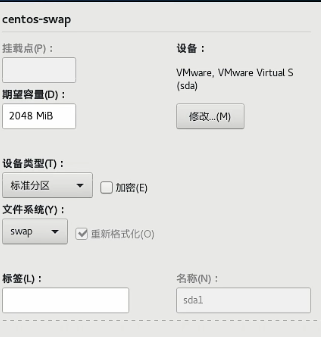 centos-swap
挂载点(P)：
设备：
VMware, VMware Virtual S
(sda)
期望容量(D)：
2048 MiB
修改...(M)
设备类型(T)：
标准分区
加密(E)
文件系统(Y)：
swap
重新格式化(O)
标签(L)：
名称(N)：
sda1